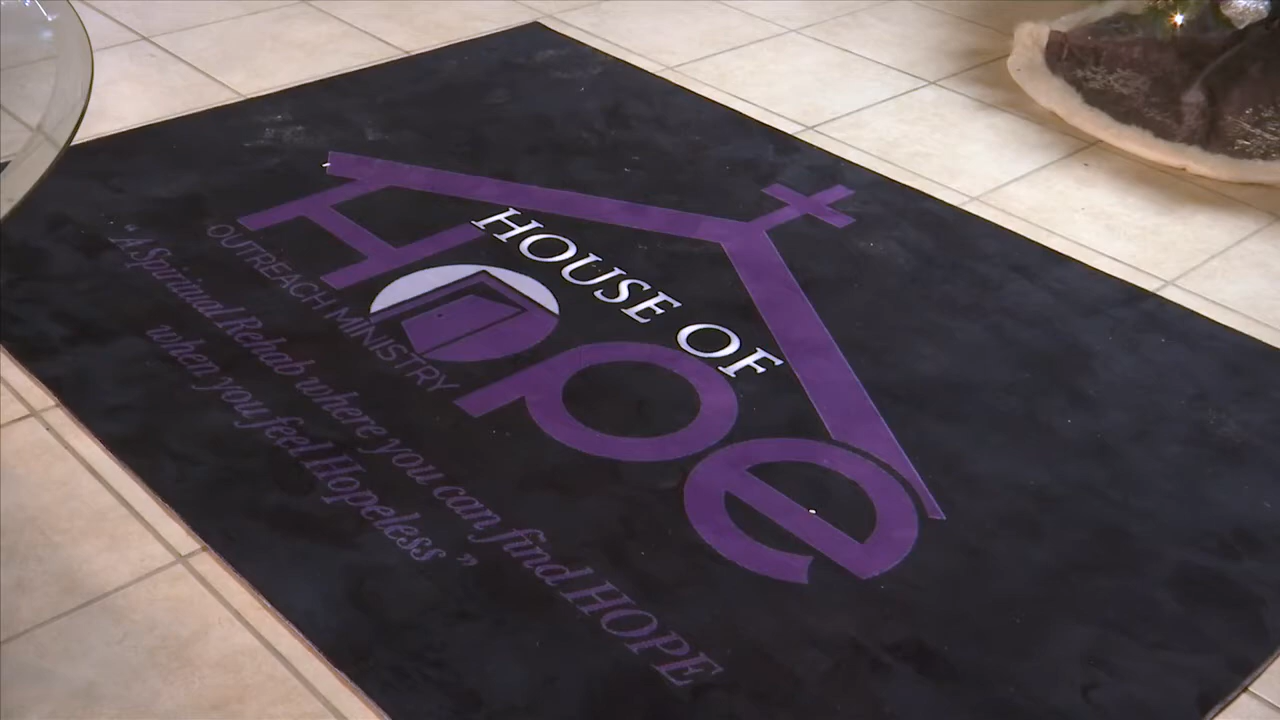 HOUSE OF
Hope
OUTREACH MINISTRY
“A Spiritual Rehab where you can find HOPE
when you feel Hopeless”